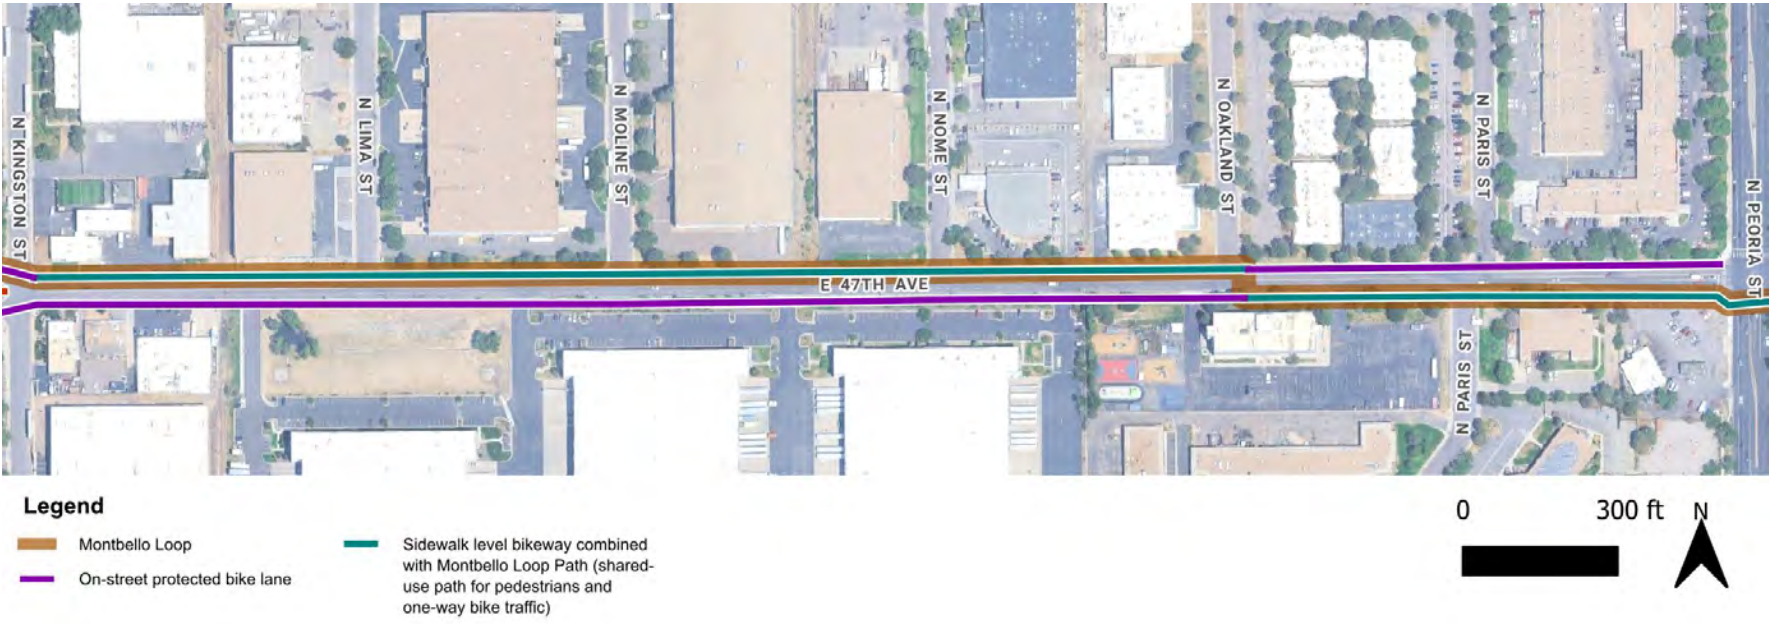 N KINGSTON ST
N LIMA ST
N MOLINE ST
N NOME ST
N OAKLAND ST
N PARIS ST
N PEORIA ST
E 47TH AVE
N PARIS ST
Legend
Montbello Loop
On-street protected bike lane
Sidewalk level bikeway combined
with Montbello Loop Path (shared-
use path for pedestrians and
one-way bike traffic)
0 300 ft N